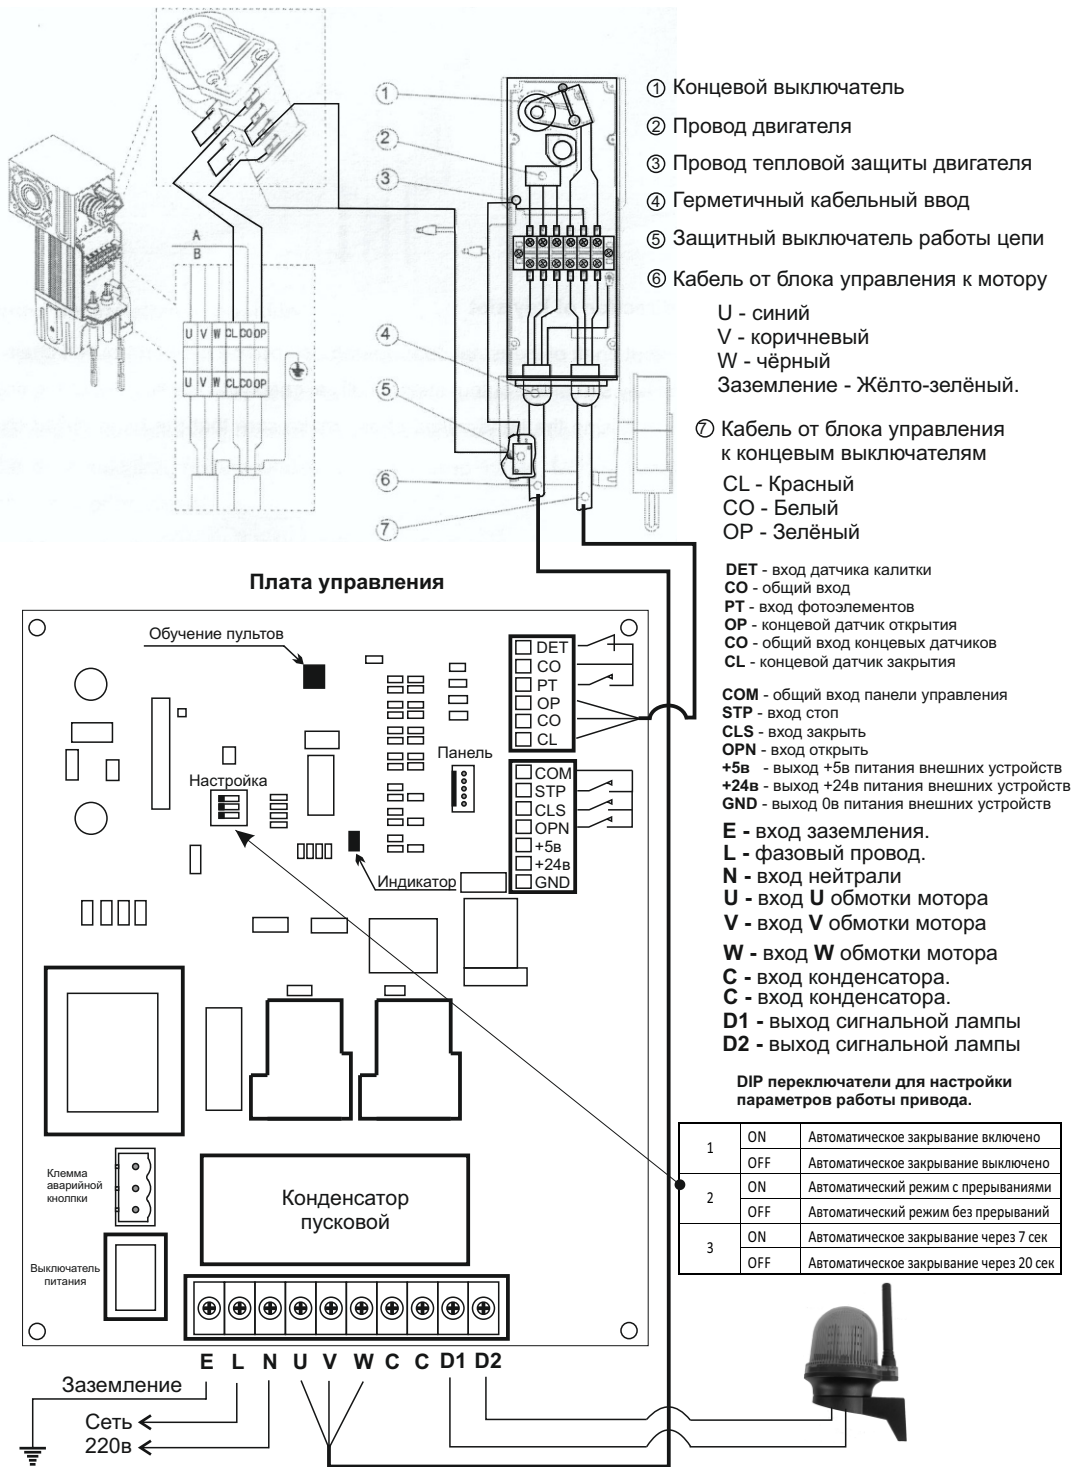 1 Концевой выключатель
2 Провод двигателя
3 Провод тепловой защиты двигателя
4 Герметичный кабельный ввод
5 Защитный выключатель работы цепи
6 Кабель от блока управления к мотору
U - синий
V - коричневый
W - чёрный
Заземление - Жёлто-зелёный.
7 Кабель от блока управления
к концевым выключателям
CL - Красный
CO - Белый
OP - Зелёный
1
2
3
4
5
6
7
A
B
U V W CL CO OP
U V W CL CO OP
DET - вход датчика калитки
CO - общий вход
PT - вход фотоэлементов
OP - концевой датчик открытия
CO - общий вход концевых датчиков
CL - концевой датчик закрытия
COM - общий вход панели управления
STP - вход стоп
CLS - вход закрыть
OPN - вход открыть
+5в - выход +5в питания внешних устройств
+24в - выход +24в питания внешних устройств
GND - выход 0в питания внешних устройств
E - вход заземления.
L - фазовый провод.
N - вход нейтрали
U - вход U обмотки мотора
V - вход V обмотки мотора
W - вход W обмотки мотора
C - вход конденсатора.
C - вход конденсатора.
D1 - выход сигнальной лампы
D2 - выход сигнальной лампы
Плата управления
Обучение пультов
DET
CO
PT
OP
CO
CL
Панель
Настройка
COM
STP
CLS
OPN
+5в
+24в
GND
Индикатор
Клемма
аварийной
кнолпки
Конденсатор
пусковой
Выключатель
питания
E L N U V W C C D1 D2
Заземление
Сеть
220в
DIP переключатели для настройки
параметров работы привода.
1 ON Автоматическое закрывание включено
OFF Автоматическое закрывание выключено
2 ON Автоматический режим с прерываниями
OFF Автоматический режим без прерываний
3 ON Автоматическое закрывание через 7 сек
OFF Автоматическое закрывание через 20 сек